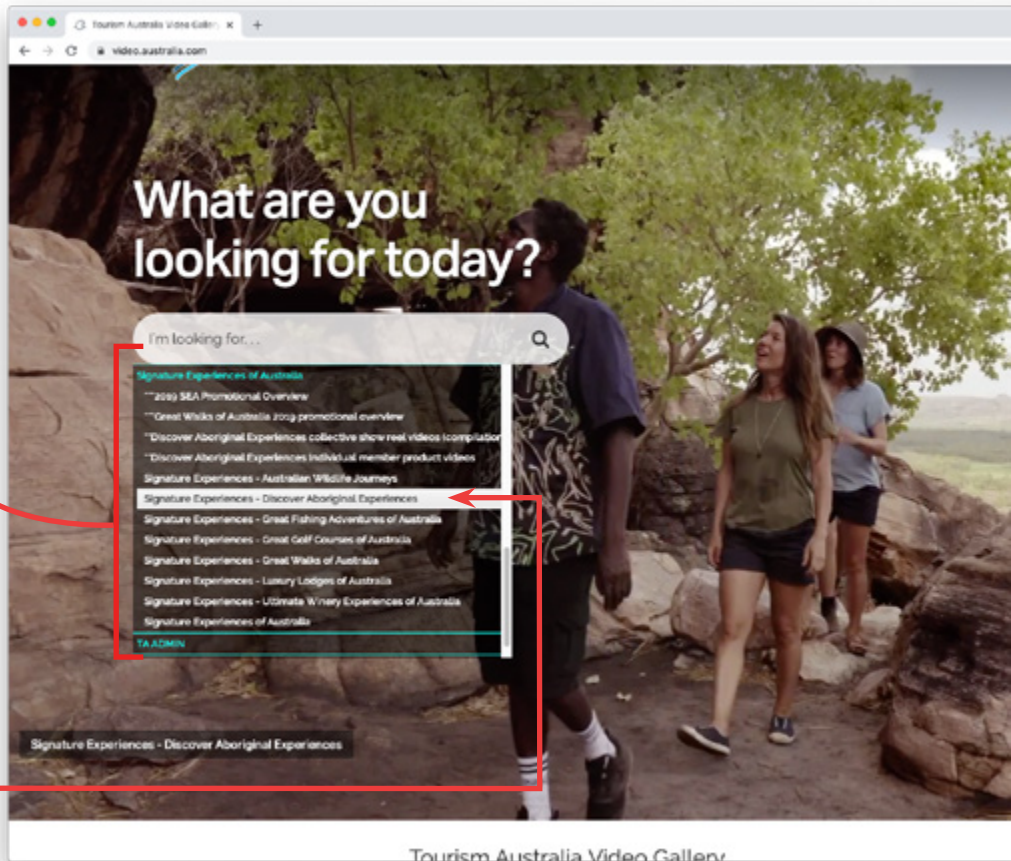 Tourism Australia Video Gallery
video.australia.com
What are you
looking for today?
I'm looking for...
Signature Experiences of Australia
**2019 SEA Promotional Overview
**Great Walks of Australia 2019 promotional overview
**Discover Aboriginal Experiences collective show reel videos (compilation
**Discover Aboriginal Experiences Individual member product videos
Signature Experiences - Australian Wildlife Journeys
Signature Experiences - Discover Aboriginal Experiences
Signature Experiences - Great Fishing Adventures of Australia
Signature Experiences - Great Golf Courses of Australia
Signature Experiences - Great Walks of Australia
Signature Experiences - Luxury Lodges of Australia
Signature Experiences - Ultimate Winery Experiences of Australia
Signature Experiences of Australia
TA ADMIN
Signature Experiences - Discover Aboriginal Experiences
Tourism Australia Video Gallery